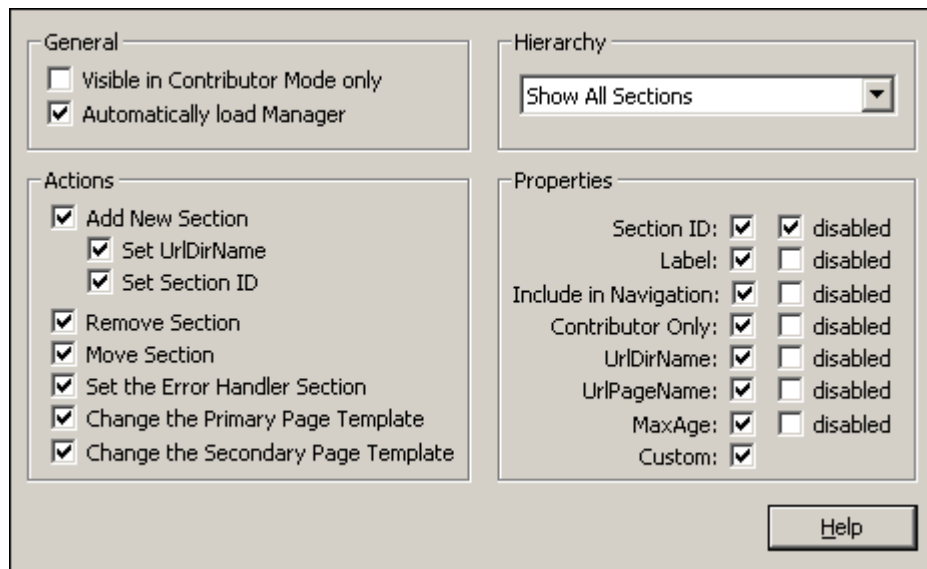 General
Visible in Contributor Mode only
Automatically load Manager
Hierarchy
Show All Sections
Actions
Add New Section
Set UrlDirName
Set Section ID
Remove Section
Move Section
Set the Error Handler Section
Change the Primary Page Template
Change the Secondary Page Template
Properties
Section ID: disabled
Label: disabled
Include in Navigation: disabled
Contributor Only: disabled
UrlDirName: disabled
UrlPageName: disabled
MaxAge: disabled
Custom:
Help